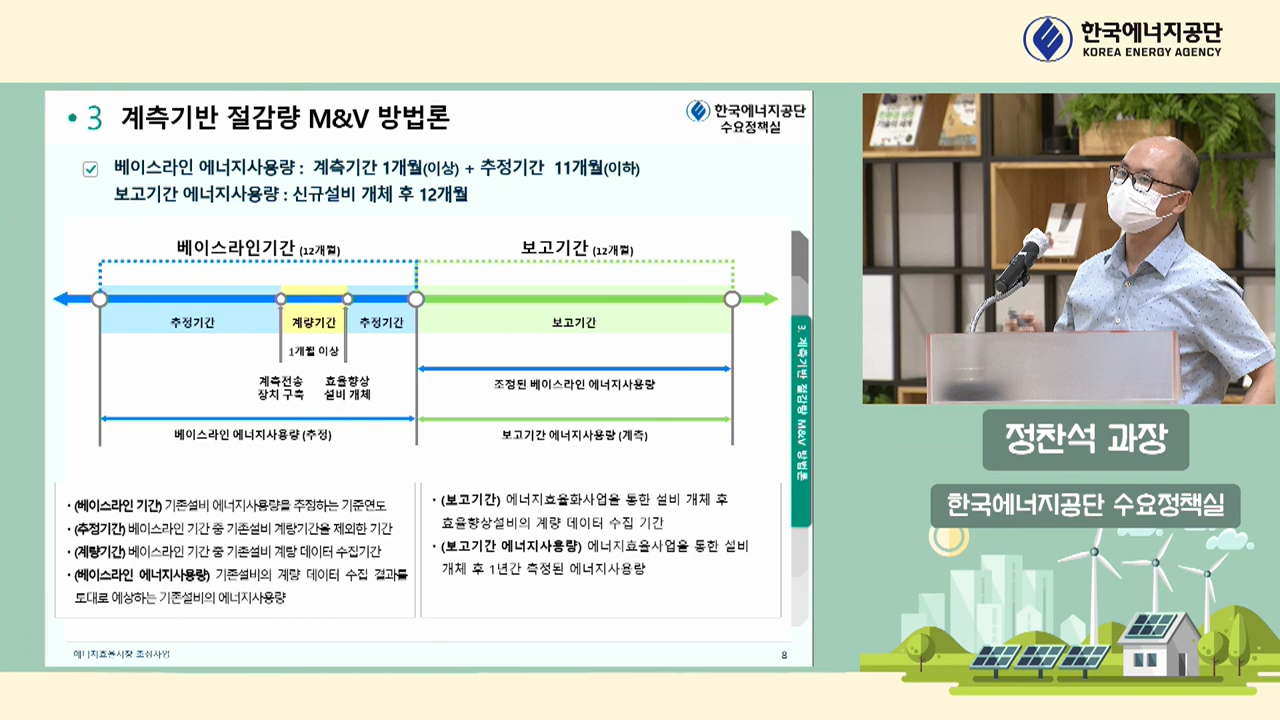 한국에너지공단
KOREA ENERGY AGENCY
• 3 계측기반 절감량 M&V 방법론
한국에너지공단
수요정책실
베이스라인 에너지사용량 : 계측기간 1개월(이상) + 추정기간 11개월(이하)
보고기간 에너지사용량 : 신규설비 개체 후 12개월
베이스라인기간 (12개월)
보고기간 (12개월)
추정기간
계량기간
추정기간
보고기간
1개월 이상
계측전송
장치 구축
효율향상
설비 개체
조정된 베이스라인 에너지사용량
베이스라인 에너지사용량 (추정)
보고기간 에너지사용량 (계측)
• (베이스라인 기간) 기존설비 에너지사용량을 추정하는 기준연도
• (추정기간) 베이스라인 기간 중 기존설비 계량기간을 제외한 기간
• (계량기간) 베이스라인 기간 중 기존설비 계량 데이터 수집기간
• (베이스라인 에너지사용량) 기존설비의 계량 데이터 수집 결과를
토대로 예상하는 기존설비의 에너지사용량
• (보고기간) 에너지효율화사업을 통한 설비 개체 후
효율향상설비의 계량 데이터 수집 기간
• (보고기간 에너지사용량) 에너지효율사업을 통한 설비
개체 후 1년간 측정된 에너지사용량
3. 계측기반 절감량 M&V 방법론
에너지효율시장 조성사업
8
정찬석 과장
한국에너지공단 수요정책실